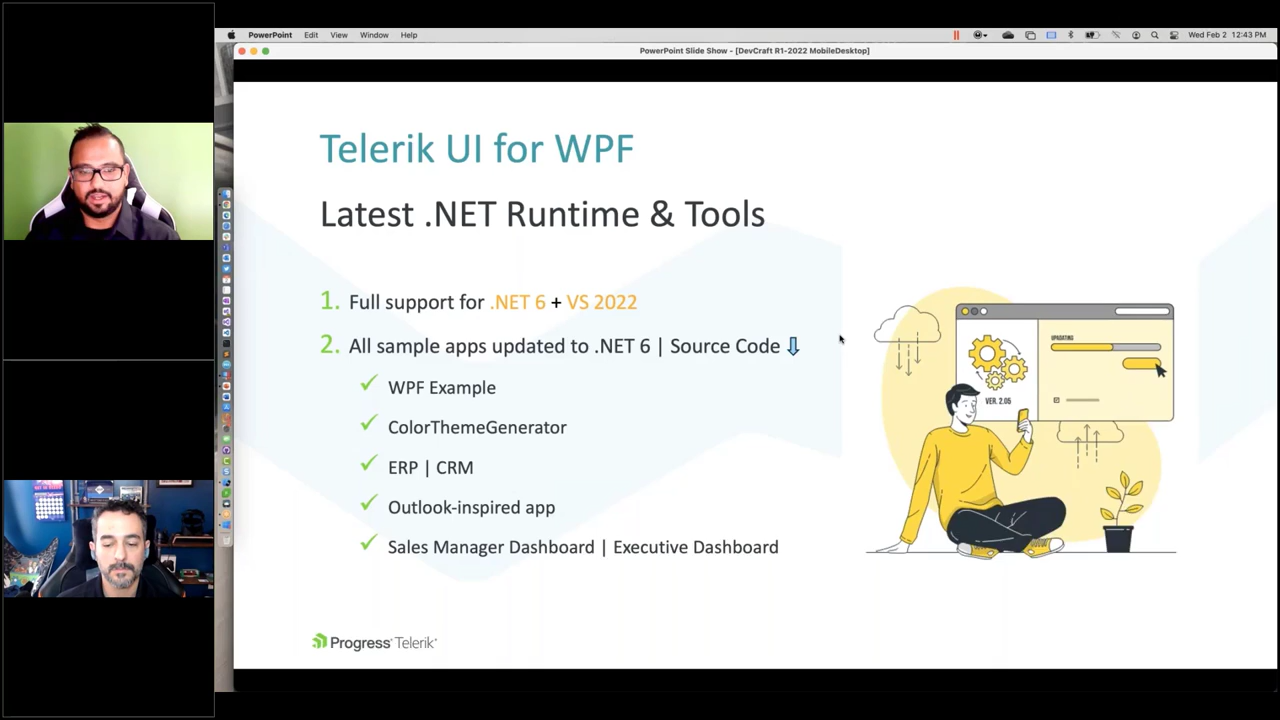 PowerPoint Edit View Window Help
Wed Feb 2 12:43 PM
PowerPoint Slide Show - [DevCraft R1-2022 MobileDesktop]
Telerik UI for WPF
Latest .NET Runtime & Tools
1. Full support for .NET 6 + VS 2022
2. All sample apps updated to .NET 6 | Source Code
WPF Example
ColorThemeGenerator
ERP | CRM
Outlook-inspired app
Sales Manager Dashboard | Executive Dashboard
UPDATING
VER. 2.05
Progress Telerik